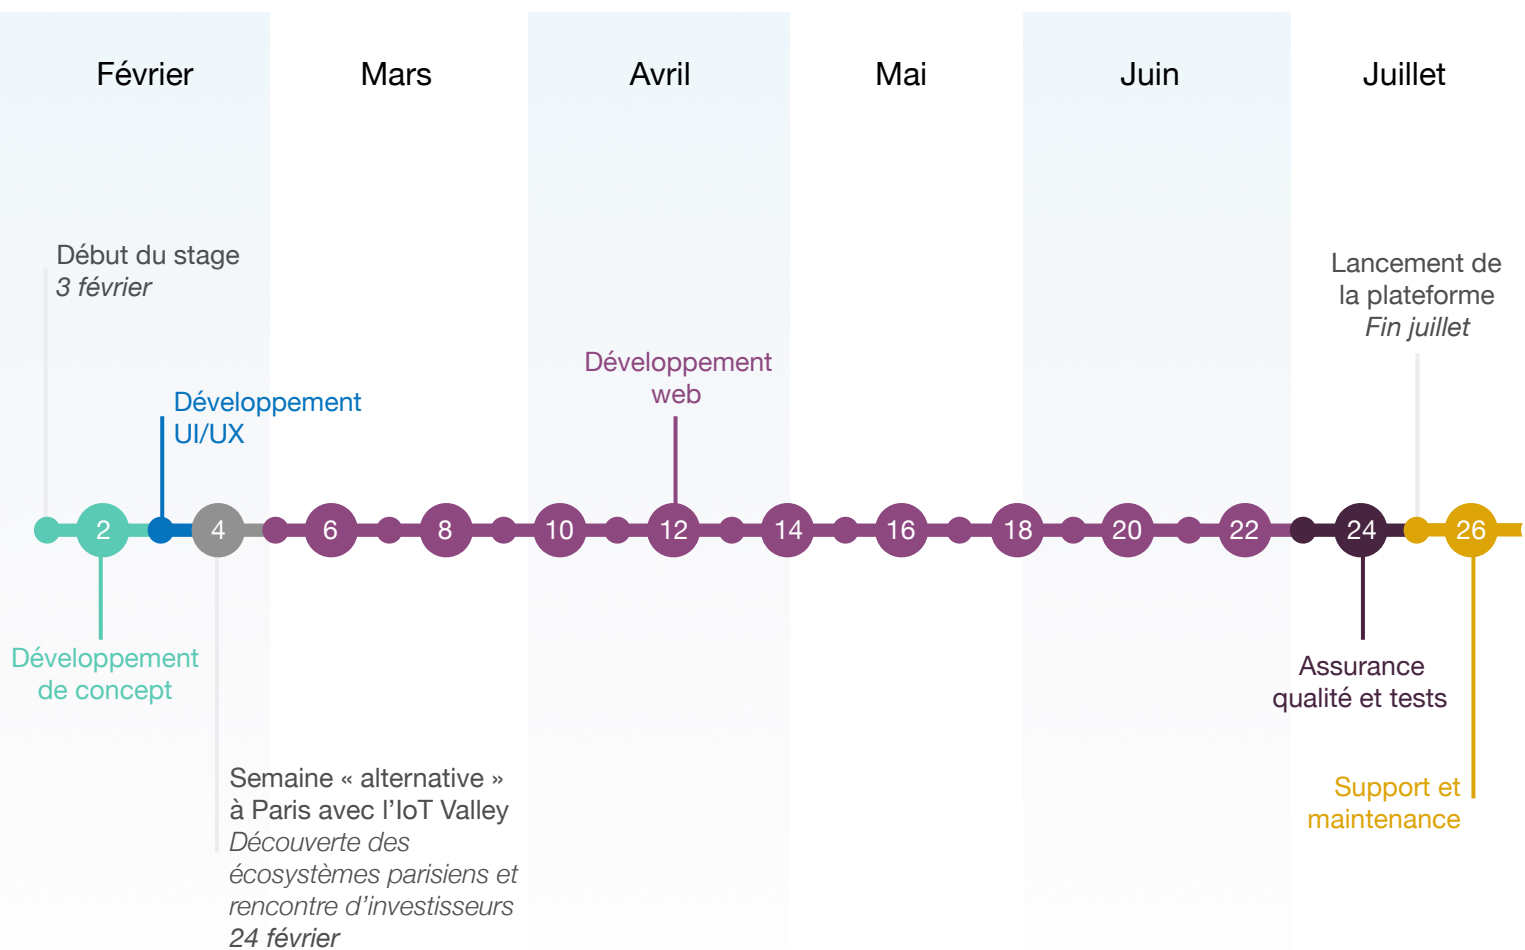 Février
Mars
Avril
Mai
Juin
Juillet
Début du stage
3 février
Lancement de
la plateforme
Fin juillet
Développement
web
Développement
UI/UX
2
4
6
8
10
12
14
16
18
20
22
24
26
Développement
de concept
Assurance
qualité et tests
Semaine « alternative »
à Paris avec l’IoT Valley
Découverte des
écosystèmes parisiens et
rencontre d’investisseurs
24 février
Support et
maintenance